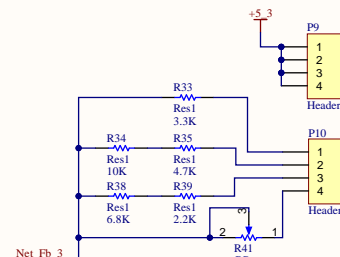 +5_3
P9
1
2
3
4
Header
R33
Res1
3.3K
P10
1
2
3
4
Header
R34
Res1
10K
R35
Res1
4.7K
R38
Res1
6.8K
R39
Res1
2.2K
3
2
1
R41
Net_Fb_3